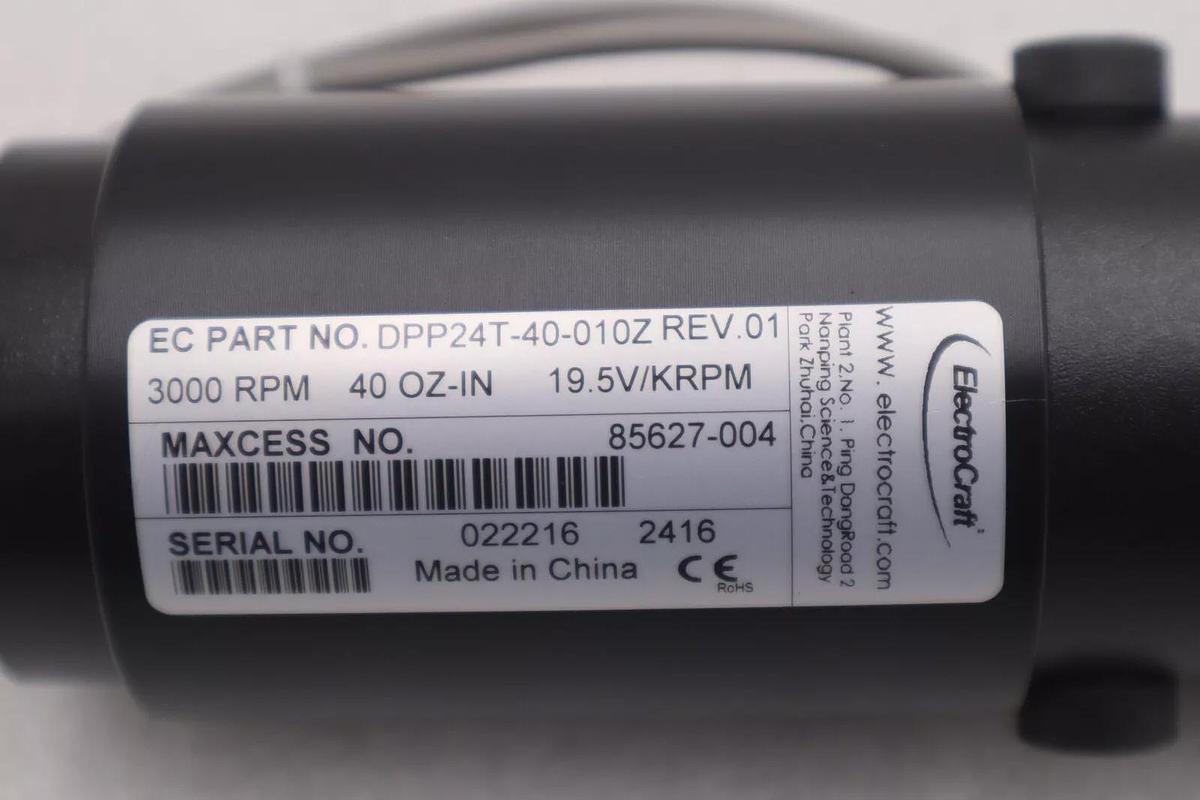 EC PART NO. DPP24T-40-010Z REV.01
3000 RPM 40 OZ-IN 19.5V/KRPM
MAXCESS NO. 85627-004
SERIAL NO. 022216 2416
Made in China CE
RoHS
Plant 2.No. 1. Ping DongRoad 2
Nanping Science&Technology
Park Zhuhai,China
www.electrocraft.com
ElectroCraft